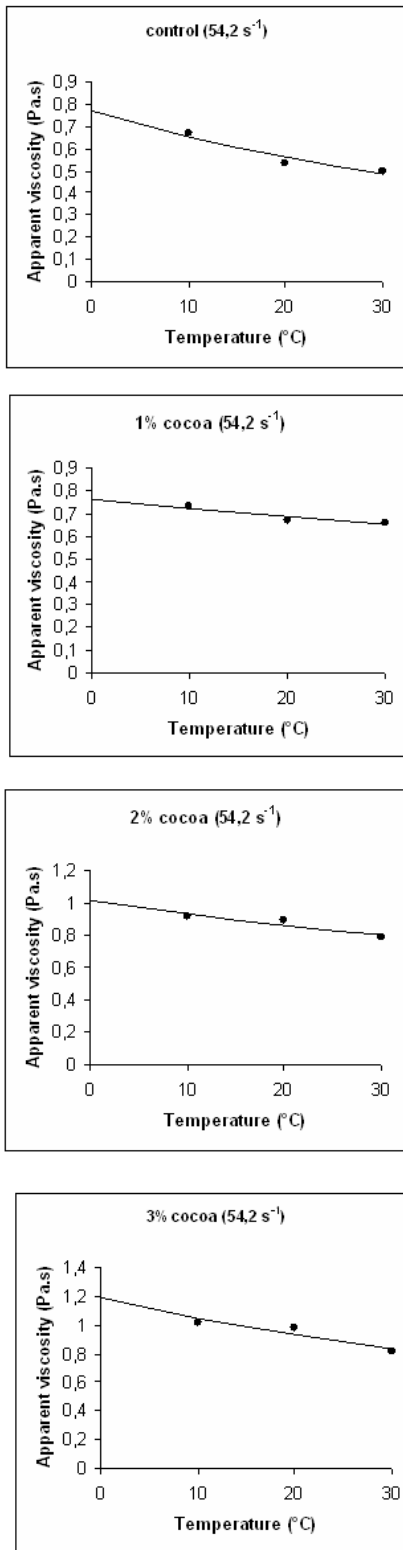 control (54,2 s⁻¹)
Apparent viscosity (Pa.s)
0,9
0,8
0,7
0,6
0,5
0,4
0,3
0,2
0,1
0
0 10 20 30
Temperature (°C)
1% cocoa (54,2 s⁻¹)
Apparent viscosity (Pa.s)
0,9
0,8
0,7
0,6
0,5
0,4
0,3
0,2
0,1
0
0 10 20 30
Temperature (°C)
2% cocoa (54,2 s⁻¹)
Apparent viscosity (Pa.s)
1,2
1
0,8
0,6
0,4
0,2
0
0 10 20 30
Temperature (°C)
3% cocoa (54,2 s⁻¹)
Apparent viscosity (Pa.s)
1,4
1,2
1
0,8
0,6
0,4
0,2
0
0 10 20 30
Temperature (°C)